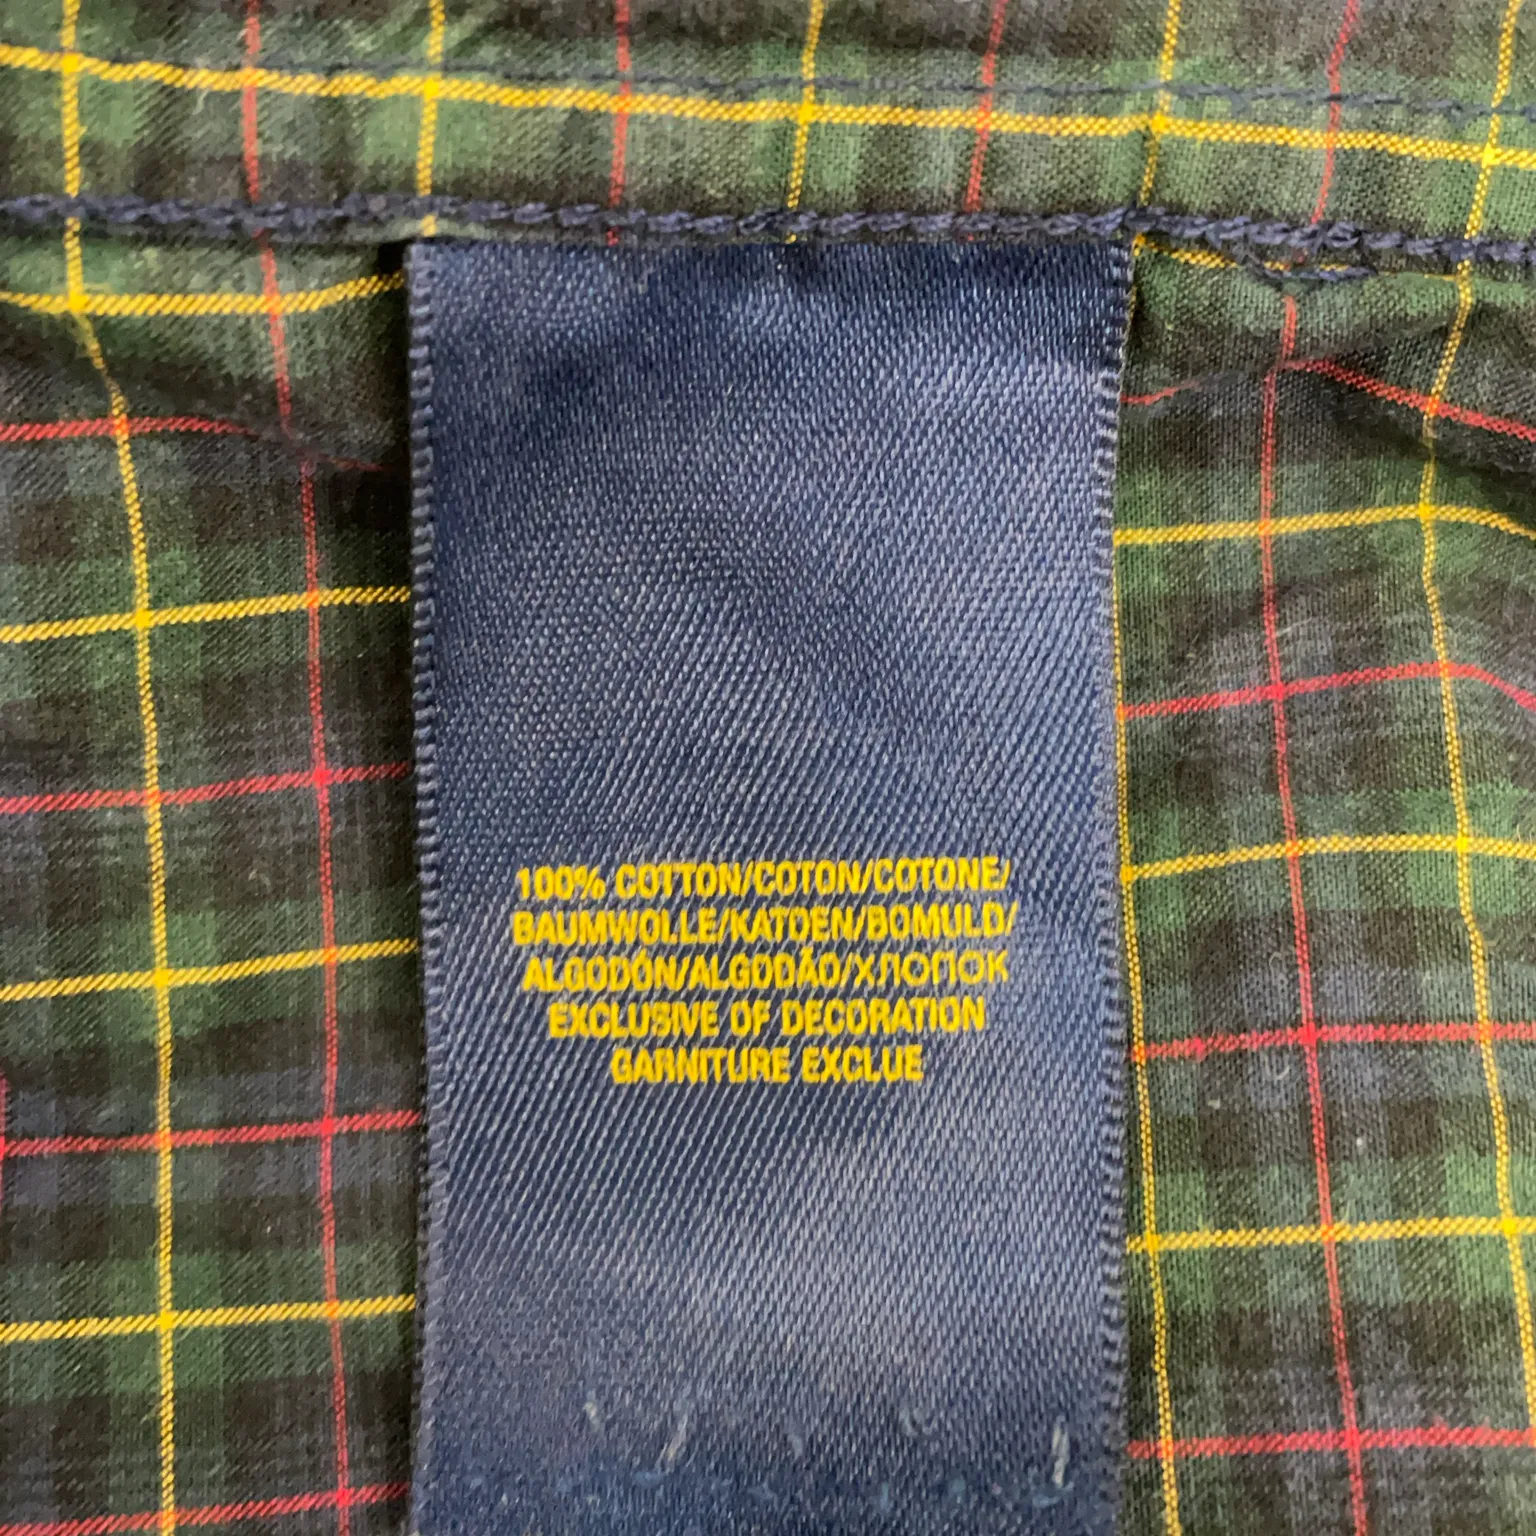 100% COTTON/COTON/COTONE/
BAUMWOLLE/KATOEN/BOMULD/
ALGODÓN/ALGODÃO/ХЛОПОК
EXCLUSIVE OF DECORATION
GARNITURE EXCLUE